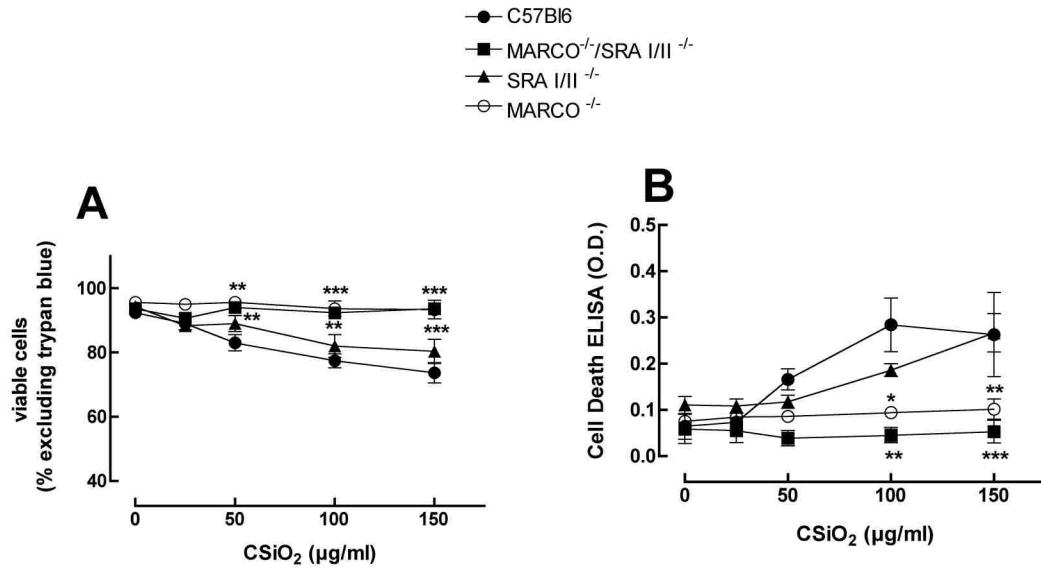 C57Bl6
MARCO-/-/SRA I/II -/-
SRA I/II -/-
MARCO -/-
A
viable cells
(% excluding trypan blue)
100
80
60
40
**
***
***
**
**
***
0
50
100
150
CSiO2 (µg/ml)
B
Cell Death ELISA (O.D.)
0.5
0.4
0.3
0.2
0.1
0.0
*
**
**
***
0
50
100
150
CSiO2 (µg/ml)